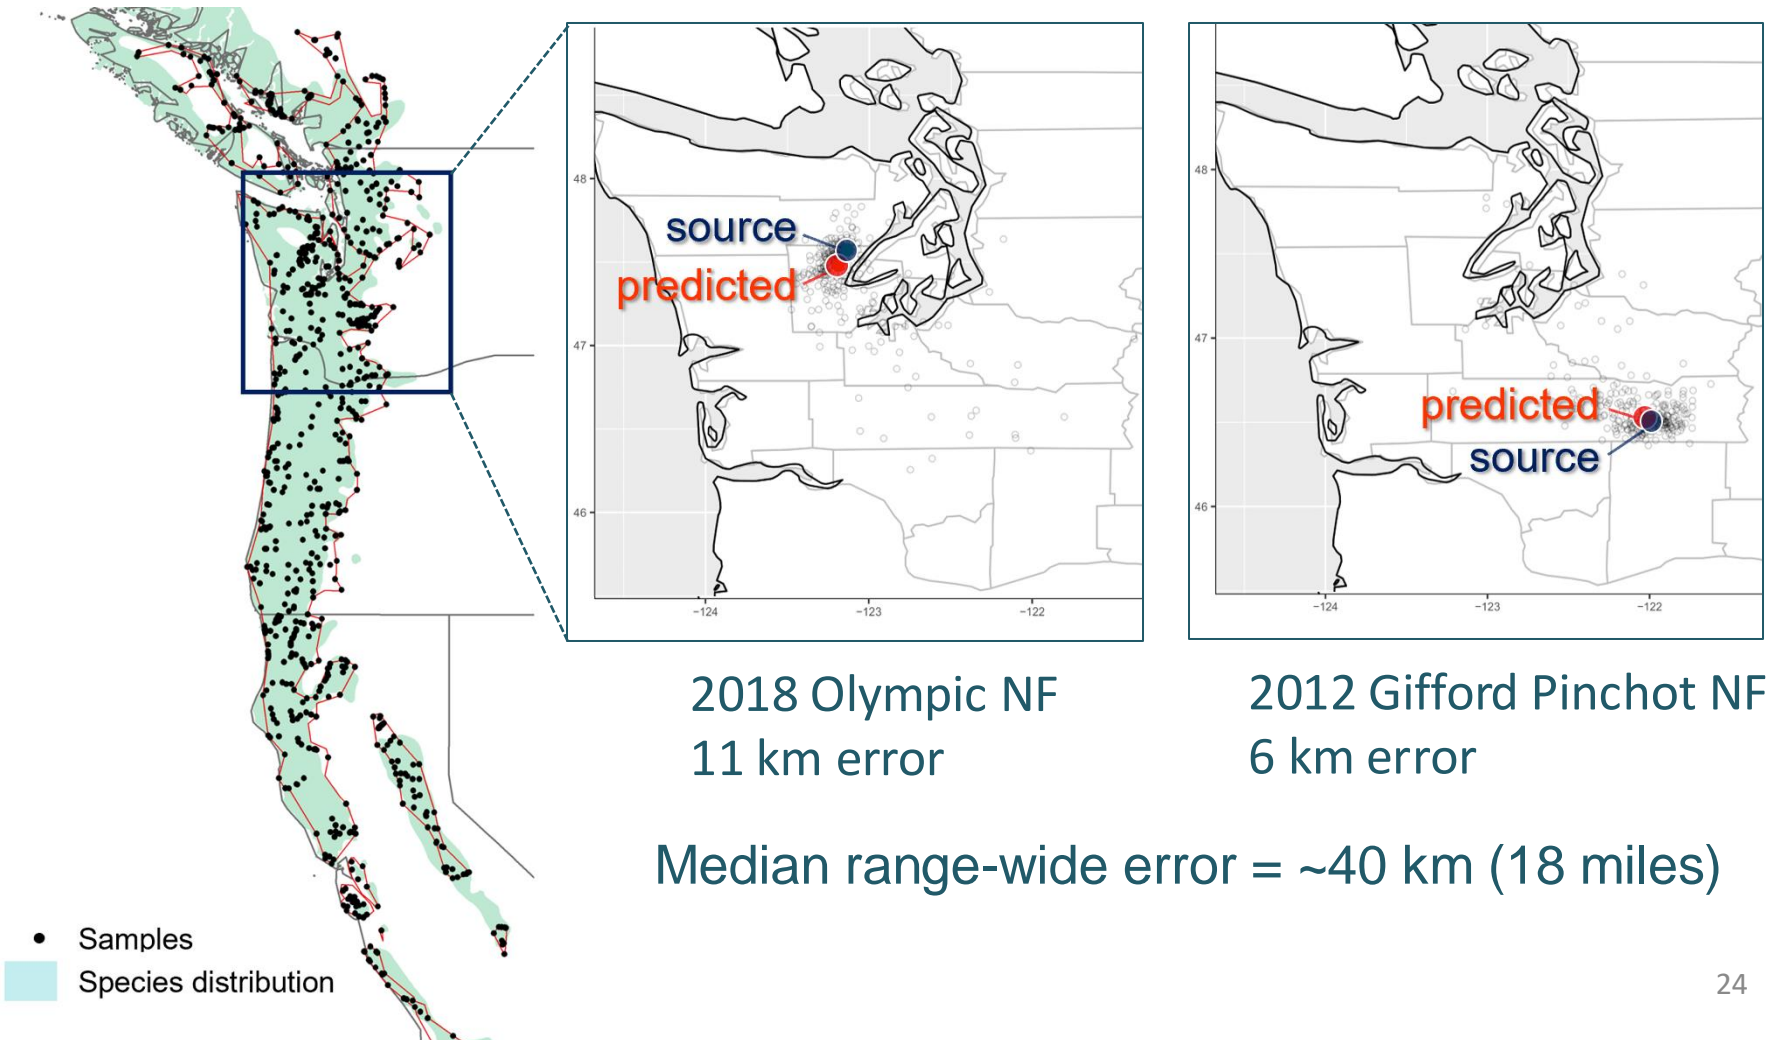 source
predicted
48
47
46
−124
−123
−122
predicted
source
48
47
46
−124
−123
−122
2018 Olympic NF
11 km error
2012 Gifford Pinchot NF
6 km error
Median range-wide error = ~40 km (18 miles)
Samples
Species distribution
24